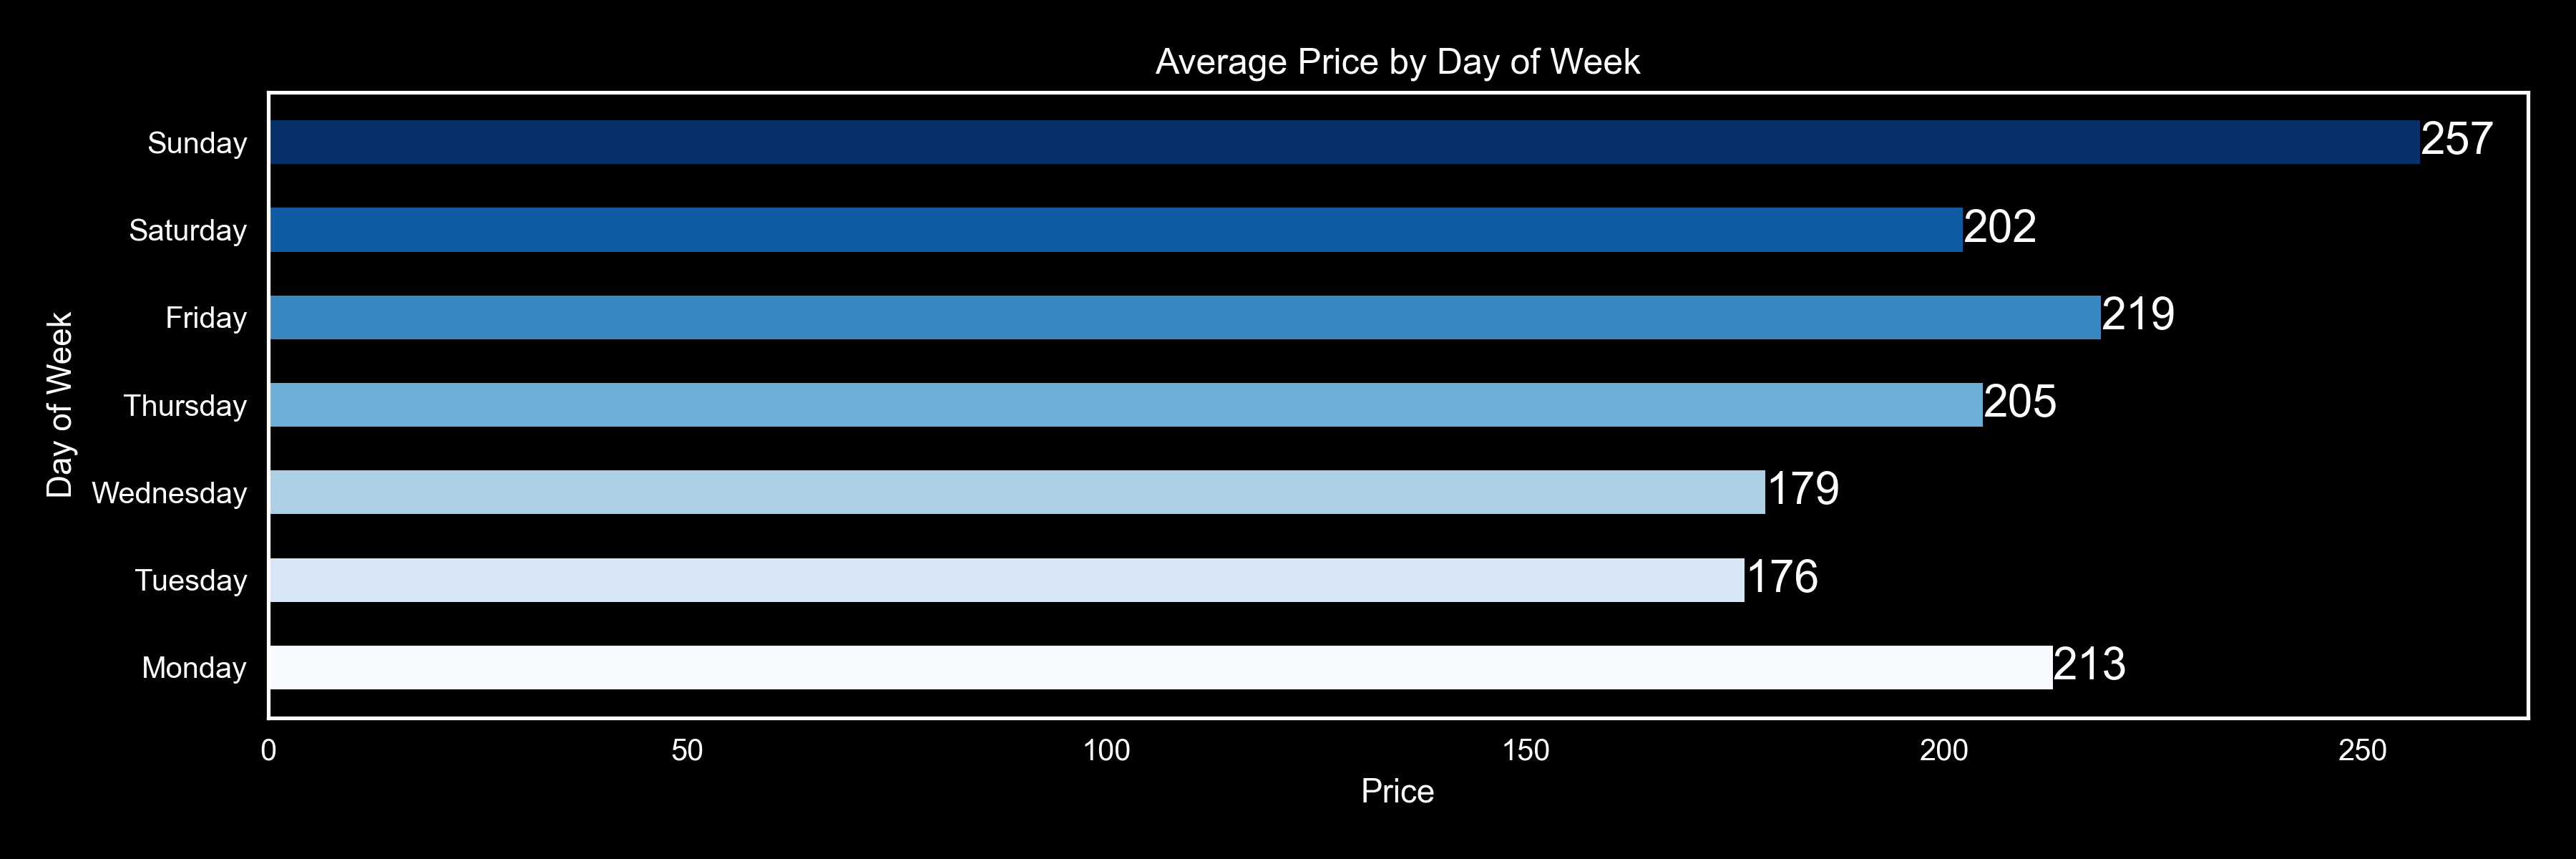 Average Price by Day of Week
Sunday 257
Saturday 202
Friday 219
Thursday 205
Wednesday 179
Tuesday 176
Monday 213
Day of Week
0 50 100 150 200 250
Price